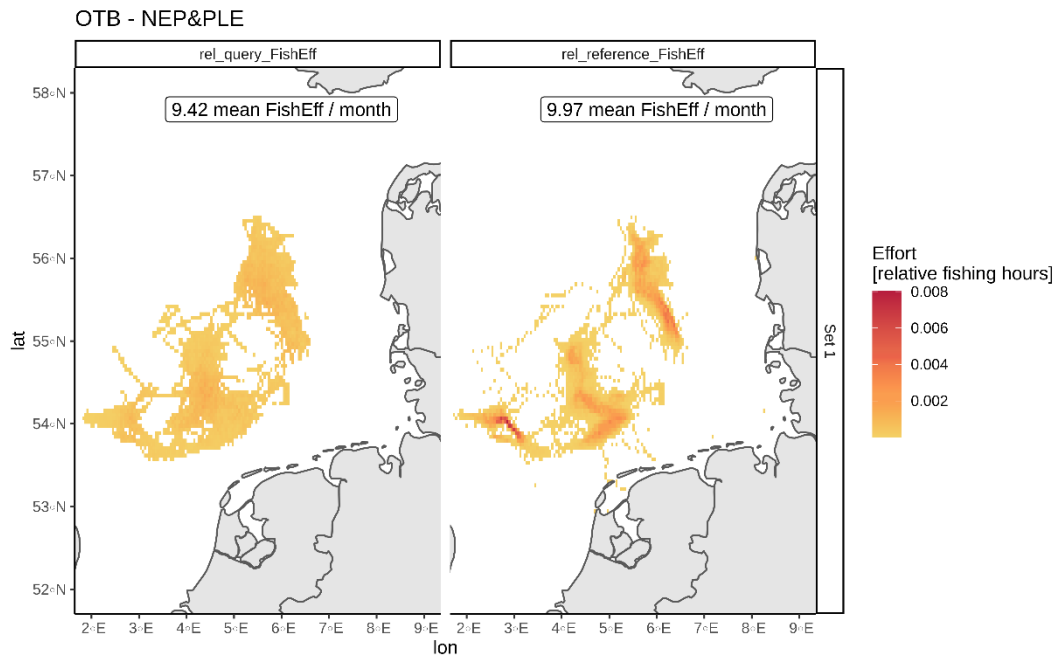 OTB - NEP&PLE
rel_query_FishEff
rel_reference_FishEff
9.42 mean FishEff / month
9.97 mean FishEff / month
58◦N
57◦N
56◦N
55◦N
54◦N
53◦N
52◦N
lat
2◦E 3◦E 4◦E 5◦E 6◦E 7◦E 8◦E 9◦E
2◦E 3◦E 4◦E 5◦E 6◦E 7◦E 8◦E 9◦E
lon
Set 1
Effort
[relative fishing hours]
0.008
0.006
0.004
0.002